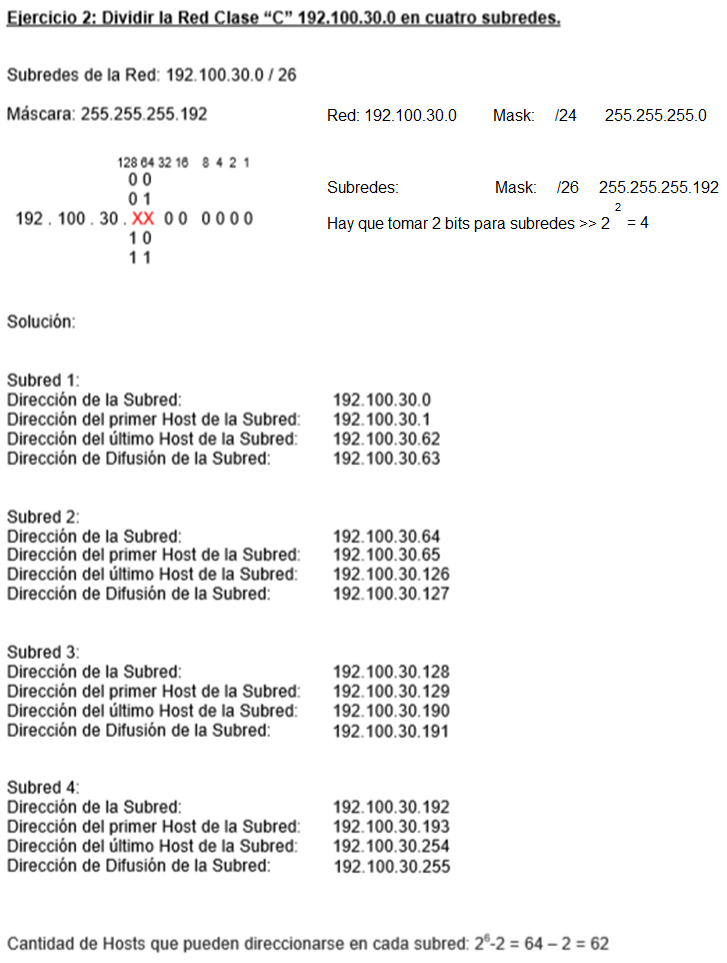 Ejercicio 2: Dividir la Red Clase “C” 192.100.30.0 en cuatro subredes.
Subredes de la Red: 192.100.30.0 / 26
Máscara: 255.255.255.192
Red: 192.100.30.0 Mask: /24 255.255.255.0
128 64 32 16 8 4 2 1
0 0
0 1
192 . 100 . 30 . XX 0 0 0 0 0 0
1 0
1 1
Subredes: Mask: /26 255.255.255.192
Hay que tomar 2 bits para subredes >> 2² = 4
Solución:
Subred 1:
Dirección de la Subred: 192.100.30.0
Dirección del primer Host de la Subred: 192.100.30.1
Dirección del último Host de la Subred: 192.100.30.62
Dirección de Difusión de la Subred: 192.100.30.63
Subred 2:
Dirección de la Subred: 192.100.30.64
Dirección del primer Host de la Subred: 192.100.30.65
Dirección del último Host de la Subred: 192.100.30.126
Dirección de Difusión de la Subred: 192.100.30.127
Subred 3:
Dirección de la Subred: 192.100.30.128
Dirección del primer Host de la Subred: 192.100.30.129
Dirección del último Host de la Subred: 192.100.30.190
Dirección de Difusión de la Subred: 192.100.30.191
Subred 4:
Dirección de la Subred: 192.100.30.192
Dirección del primer Host de la Subred: 192.100.30.193
Dirección del último Host de la Subred: 192.100.30.254
Dirección de Difusión de la Subred: 192.100.30.255
Cantidad de Hosts que pueden direccionarse en cada subred: 2⁶-2 = 64 – 2 = 62